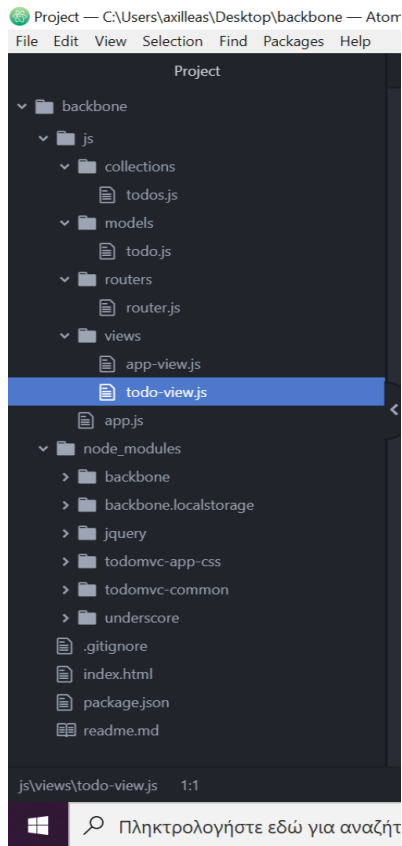 Project — C:\Users\axilleas\Desktop\backbone — Atom
File Edit View Selection Find Packages Help
Project
backbone
js
collections
todos.js
models
todo.js
routers
router.js
views
app-view.js
todo-view.js
app.js
node_modules
backbone
backbone.localstorage
jquery
todomvc-app-css
todomvc-common
underscore
.gitignore
index.html
package.json
readme.md
js\views\todo-view.js 1:1
Πληκτρολογήστε εδώ για αναζήτ